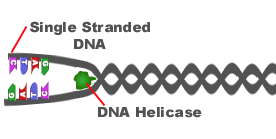 Single Stranded
DNA
G T A G
G A T C
DNA Helicase